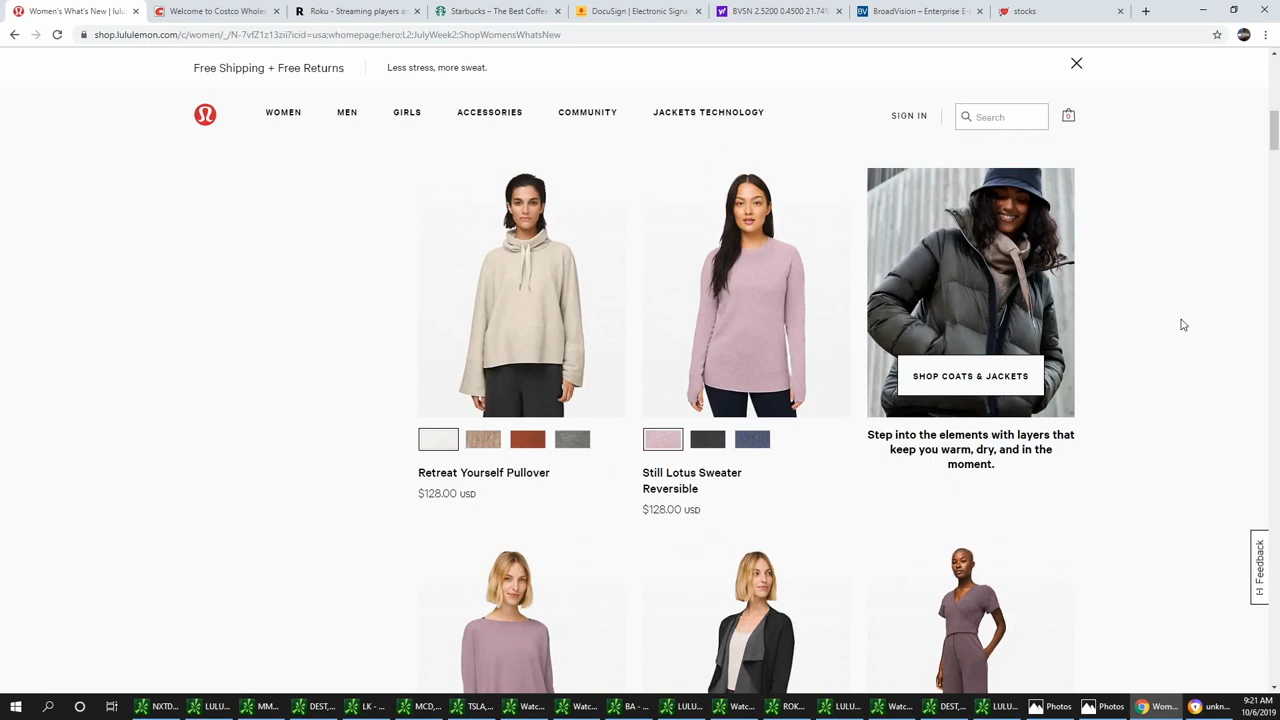 Women's What's New | lulu
Welcome to Costco Wholes
Roku - Streaming players a
Starbucks – The Best Coffee
DocuSign | Electronic Signa
BVSN 2.5200 0.4500 21.74%
BroadVision – Enterprise E-
stocks
shop.lululemon.com/c/women/_/N-7vfZ1z13zii?icid=usa;whomepage;hero;L2;JulyWeek2;ShopWomensWhatsNew
Free Shipping + Free Returns
Less stress, more sweat.
WOMEN MEN GIRLS ACCESSORIES COMMUNITY JACKETS TECHNOLOGY
SIGN IN
Search
0
SHOP COATS & JACKETS
Step into the elements with layers that
keep you warm, dry, and in the
moment.
Retreat Yourself Pullover
$128.00 USD
Still Lotus Sweater
Reversible
$128.00 USD
Feedback
NXTD... LULU... MM... DEST,... LK - ... MCD,... TSLA,... Watc... Watc... BA - ... LULU... Watc... ROK... LULU... Watc... DEST,... LULU... Photos Photos Wom... unkn...
9:21 AM
10/6/2019